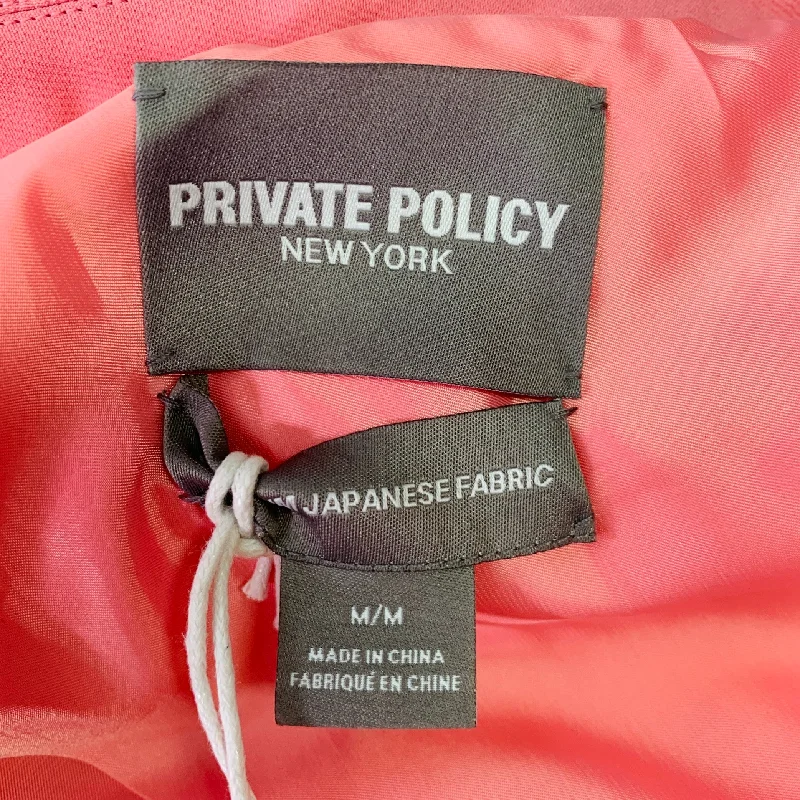 PRIVATE POLICY
NEW YORK
JAPANESE FABRIC
M/M
MADE IN CHINA
FABRIQUÉ EN CHINE